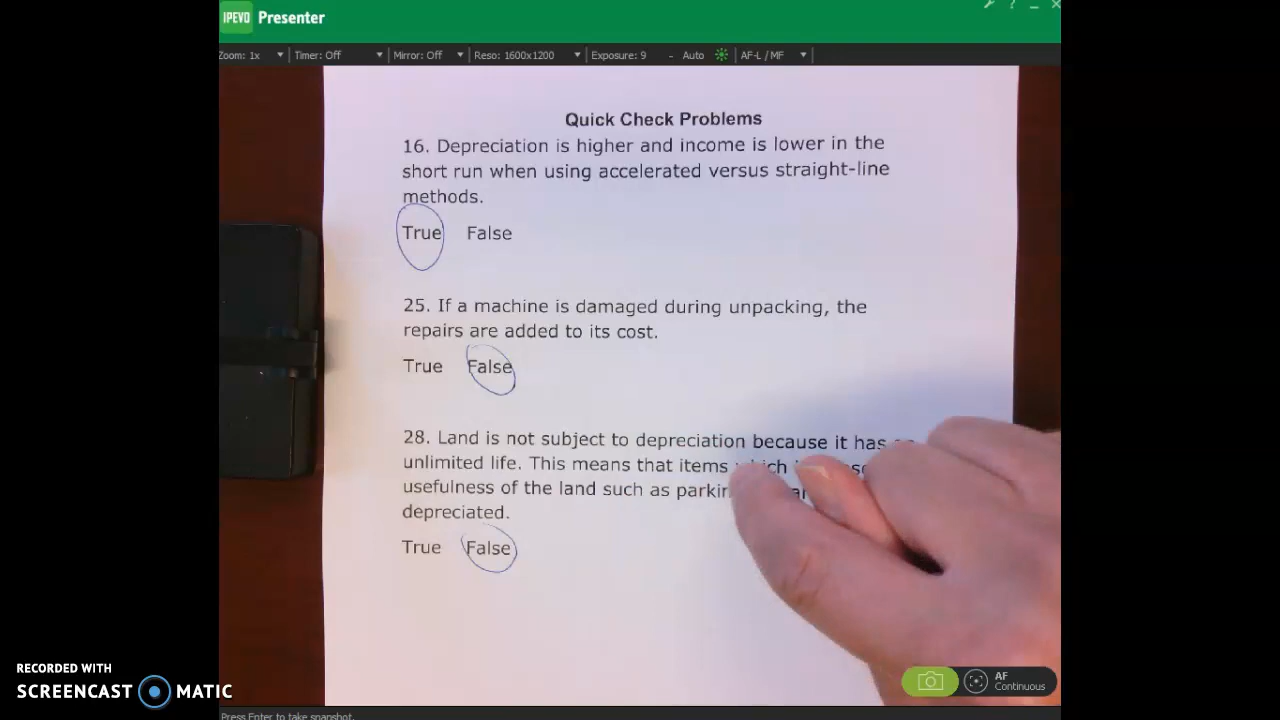 IPEVO Presenter
Zoom: 1x Timer: Off Mirror: Off Reso: 1600x1200 Exposure: 9 - Auto AF-L / MF
Quick Check Problems
16. Depreciation is higher and income is lower in the
short run when using accelerated versus straight-line
methods.
True False
25. If a machine is damaged during unpacking, the
repairs are added to its cost.
True False
28. Land is not subject to depreciation because it has
unlimited life. This means that items which
usefulness of the land such as
depreciated.
True False
RECORDED WITH
SCREENCAST MATIC
AF
Continuous
Press Enter to take snapshot.